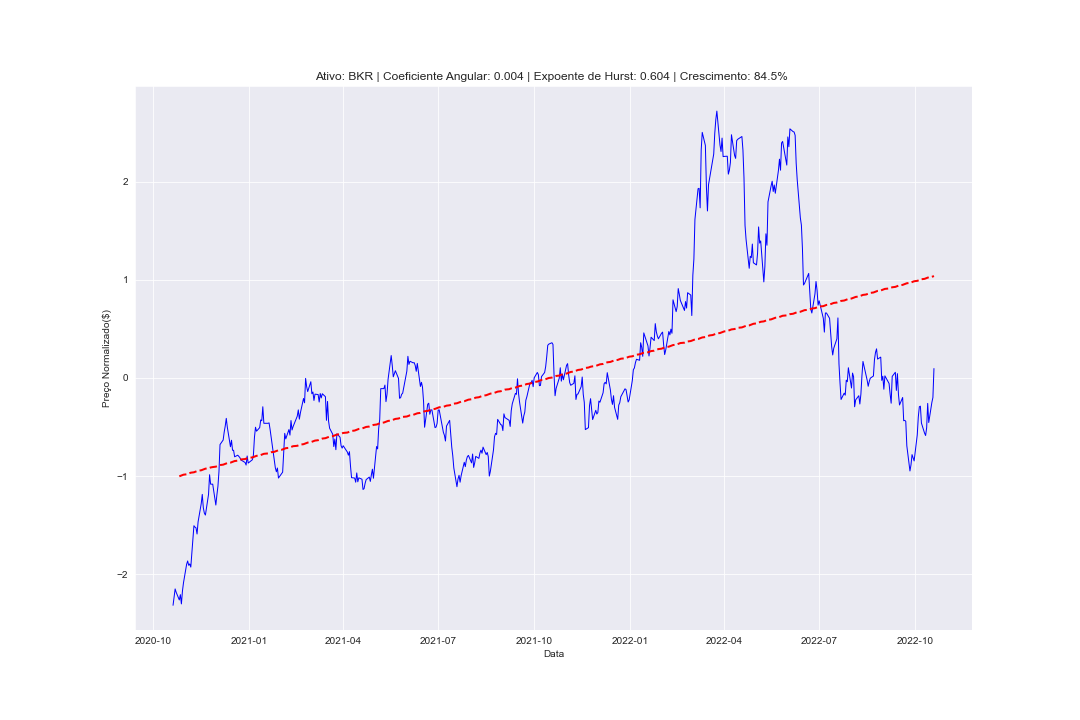 Ativo: BKR | Coeficiente Angular: 0.004 | Expoente de Hurst: 0.604 | Crescimento: 84.5%
Preço Normalizado($)
2
1
0
−1
−2
2020-10 2021-01 2021-04 2021-07 2021-10 2022-01 2022-04 2022-07 2022-10
Data